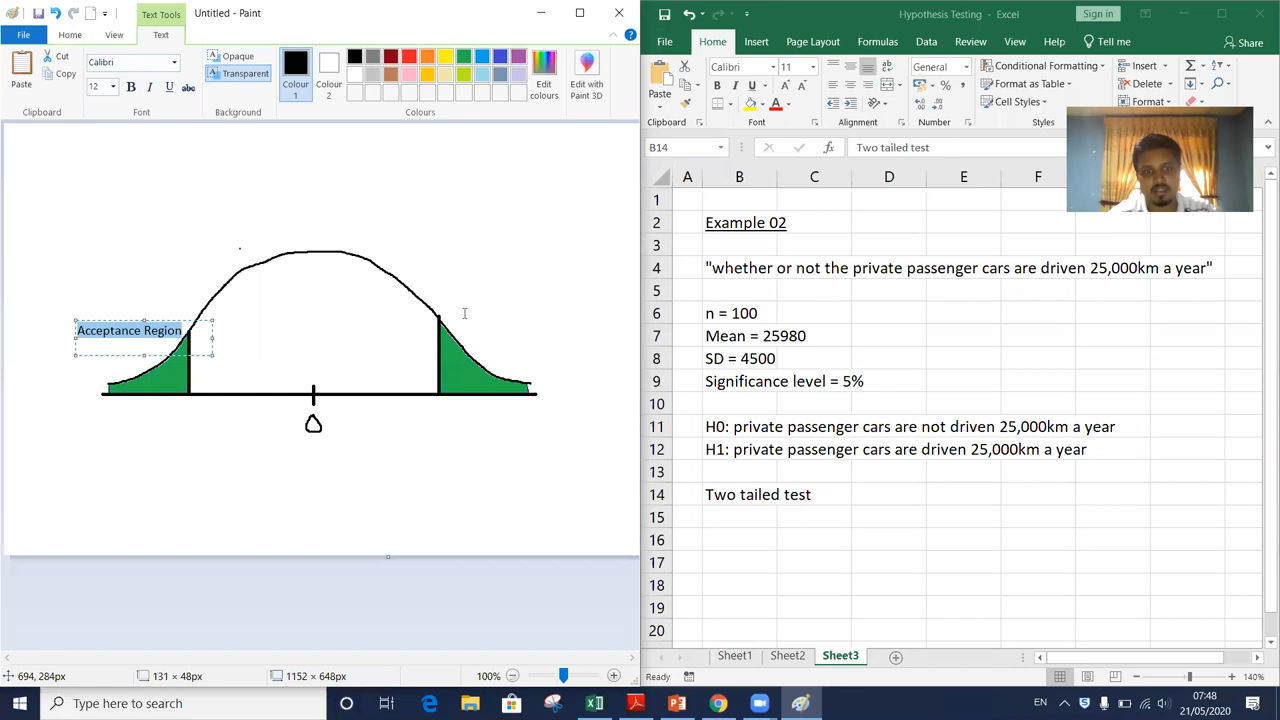 Text Tools
Untitled - Paint
File
Home
View
Text
?
Paste
Cut
Copy
Clipboard
Calibri
12
B
I
U
abc
Font
Opaque
Transparent
Background
Colour
1
Colour
2
Edit
colours
Edit with
Paint 3D
Colours
Acceptance Region
0
694, 284px
131 × 48px
1152 × 648px
100%
Hypothesis Testing - Excel
Sign in
File
Home
Insert
Page Layout
Formulas
Data
Review
View
Help
Tell me
Share
Paste
Clipboard
Calibri
11
B I U
Font
Alignment
General
%
Number
Conditional Formatting
Format as Table
Cell Styles
Styles
Insert
Delete
Format
B14
fx
Two tailed test
A B C D E F
1
2 Example 02
3
4 "whether or not the private passenger cars are driven 25,000km a year"
5
6 n = 100
7 Mean = 25980
8 SD = 4500
9 Significance level = 5%
10
11 H0: private passenger cars are not driven 25,000km a year
12 H1: private passenger cars are driven 25,000km a year
13
14 Two tailed test
15
16
17
18
19
20
Sheet1 Sheet2 Sheet3
Ready
140%
Type here to search
EN
07:48
21/05/2020